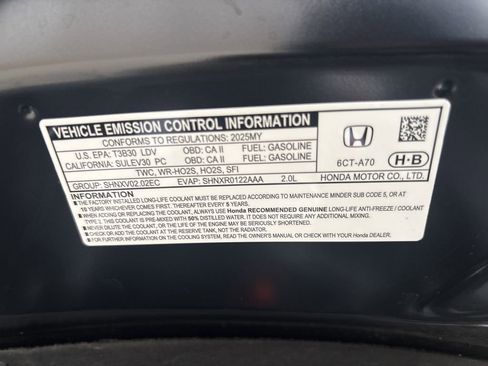 VEHICLE EMISSION CONTROL INFORMATION
CONFORMS TO REGULATIONS: 2025MY
U.S. EPA: T3B30 LDV OBD: CA II FUEL: GASOLINE
CALIFORNIA: SULEV30 PC OBD: CA II FUEL: GASOLINE
TWC, WR-HO2S, HO2S, SFI
GROUP: SHNXV02.02EC EVAP: SHNXR0122AAA 2.0L
6CT-A70
H-B
HONDA MOTOR CO., LTD.
IMPORTANT INFORMATION
■ THE FACTORY INSTALLED LONG-LIFE COOLANT MUST BE REPLACED ACCORDING TO MAINTENANCE MINDER SUB CODE 5, OR AT
10 YEARS WHICHEVER IS FIRST, THEN REPLACED EVERY 5 YEARS.
■ WHEN ADDING OR REPLACING THE COOLANT, ALWAYS USE Honda RECOMMENDED GENUINE LONG-LIFE ANTI-FREEZE / COOLANT
TYPE 2. THIS COOLANT IS PRE-MIXED WITH 50% DISTILLED WATER. IT DOES NOT REQUIRE ANY ADDITIONAL MIXING.
■ NEVER DILUTE THE COOLANT, OR THE LIFE OF THE ENGINE MAY BE SERIOUSLY SHORTENED.
■ CHECK OR ADD THE COOLANT AT THE RESERVE TANK, NOT THE RADIATOR.
■ FOR FURTHER INFORMATION ON THE COOLING SYSTEM, READ THE OWNER'S MANUAL OR CHECK WITH YOUR Honda DEALER.